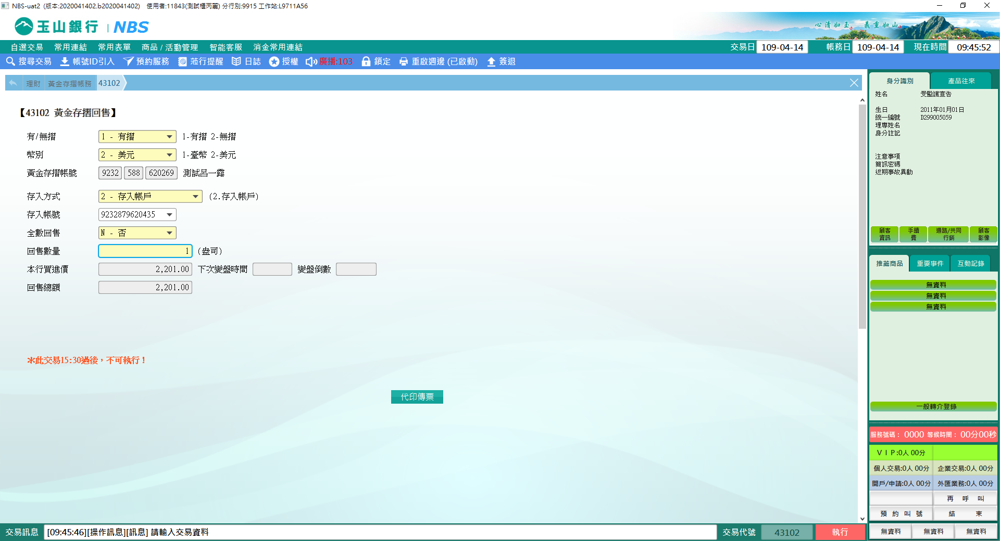 NBS-uat2 (版本:2020041402.b2020041402) 使用者:11843(測試櫃丙麗) 分行別:9915 工作站:L9711A56
玉山銀行 | NBS
心清如玉 義重如山
自選交易 常用連結 常用表單 商品 / 活動管理 智能客服 消金常用連結 交易日 109-04-14 帳務日 109-04-14 現在時間 09:45:52
搜尋交易 帳號ID引入 預約服務 蒞行提醒 日誌 授權 廣播:103 鎖定 重啟週邊 (已啟動) 簽退
理財 黃金存摺帳務 43102
【43102 黃金存摺回售】
有/無摺 1 - 有摺 1-有摺 2-無摺
幣別 2 - 美元 1-臺幣 2-美元
黃金存摺帳號 9232 588 620269 測試呂一露
存入方式 2 - 存入帳戶 (2.存入帳戶)
存入帳號 9232879620435
全數回售 N - 否
回售數量 1 (盎司)
本行買進價 2,201.00 下次變盤時間 變盤倒數
回售總額 2,201.00
＊此交易15:30過後，不可執行！
代印傳票
身分識別 產品往來
姓名 受監護宣告
生日 2011年01月01日
統一編號 D299005059
理專姓名
身分註記
注意事項
簡訊密碼
近期事故異動
顧客資訊 手續費 通路/共同行銷 顧客影像
推薦商品 重要事件 互動記錄
無資料
無資料
無資料
一般轉介登錄
服務號碼： 0000 等候時間： 00分00秒
ＶＩＰ:0人 00分
個人交易:0人 00分 企業交易:0人 00分
開戶/申請:0人 00分 外匯業務:0人 00分
再 呼 叫
預 約 叫 號 結 束
無資料 無資料 無資料
交易訊息 [09:45:46][操作訊息][訊息] 請輸入交易資料 交易代號 43102 執行